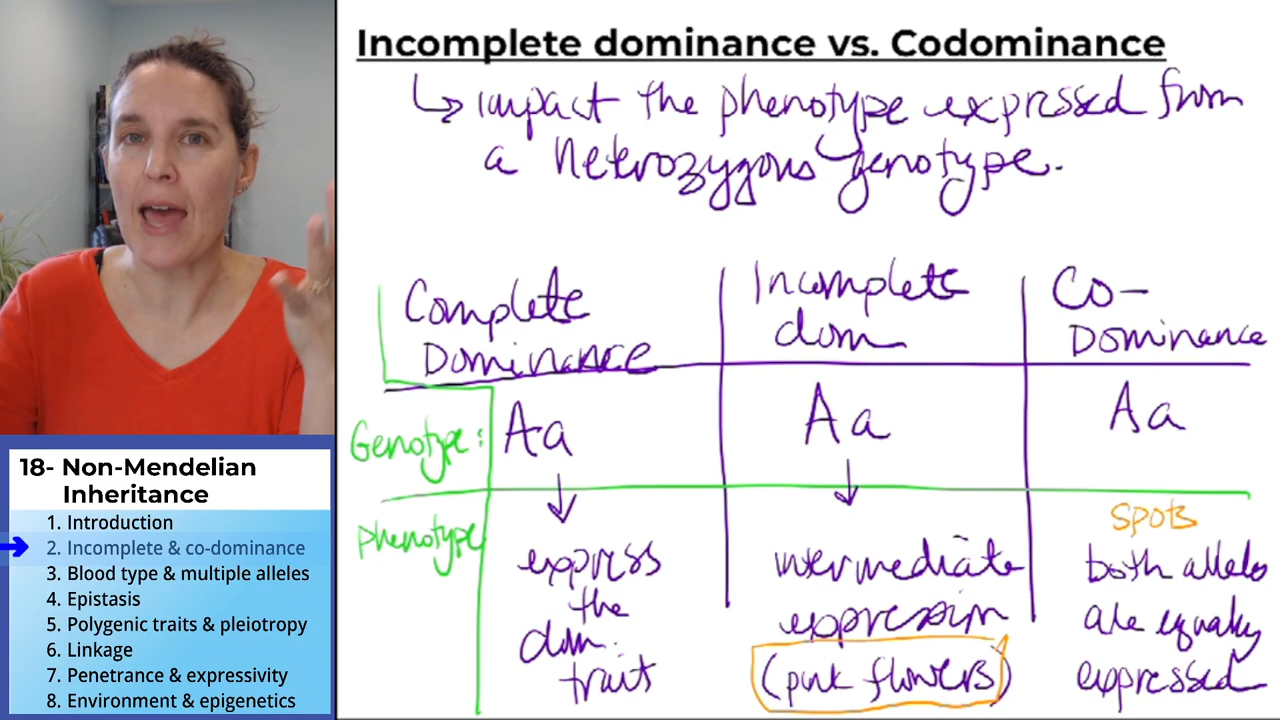 Incomplete dominance vs. Codominance
↳ impact the phenotype expressed from
a heterozygous genotype.
Complete
Dominance
Incomplete
dom
Co-
Dominance
Genotype:
Aa
Aa
Aa
phenotype
express
the
dom.
trait
intermediate
expression
(pink flowers)
spots
both alleles
are equally
expressed
18- Non-Mendelian
Inheritance
1. Introduction
2. Incomplete & co-dominance
3. Blood type & multiple alleles
4. Epistasis
5. Polygenic traits & pleiotropy
6. Linkage
7. Penetrance & expressivity
8. Environment & epigenetics